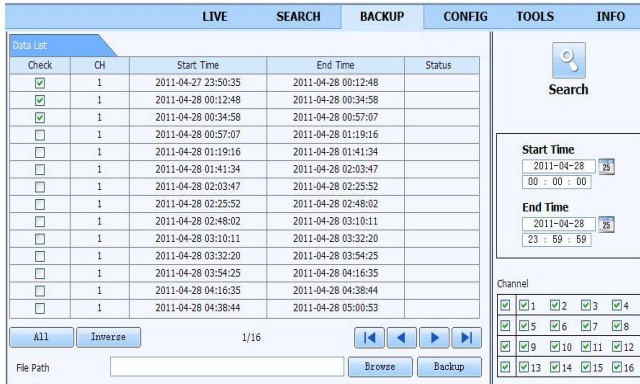 LIVE SEARCH BACKUP CONFIG TOOLS INFO
Data List
Check CH Start Time End Time Status
1 2011-04-27 23:50:35 2011-04-28 00:12:48
1 2011-04-28 00:12:48 2011-04-28 00:34:58
1 2011-04-28 00:34:58 2011-04-28 00:57:07
1 2011-04-28 00:57:07 2011-04-28 01:19:16
1 2011-04-28 01:19:16 2011-04-28 01:41:34
1 2011-04-28 01:41:34 2011-04-28 02:03:47
1 2011-04-28 02:03:47 2011-04-28 02:25:52
1 2011-04-28 02:25:52 2011-04-28 02:48:02
1 2011-04-28 02:48:02 2011-04-28 03:10:11
1 2011-04-28 03:10:11 2011-04-28 03:32:20
1 2011-04-28 03:32:20 2011-04-28 03:54:25
1 2011-04-28 03:54:25 2011-04-28 04:16:35
1 2011-04-28 04:16:35 2011-04-28 04:38:44
1 2011-04-28 04:38:44 2011-04-28 05:00:53
All Inverse 1/16
File Path Browse Backup
Search
Start Time
2011-04-28 25
00 : 00 : 00
End Time
2011-04-28 25
23 : 59 : 59
Channel
1 2 3 4
5 6 7 8
9 10 11 12
13 14 15 16